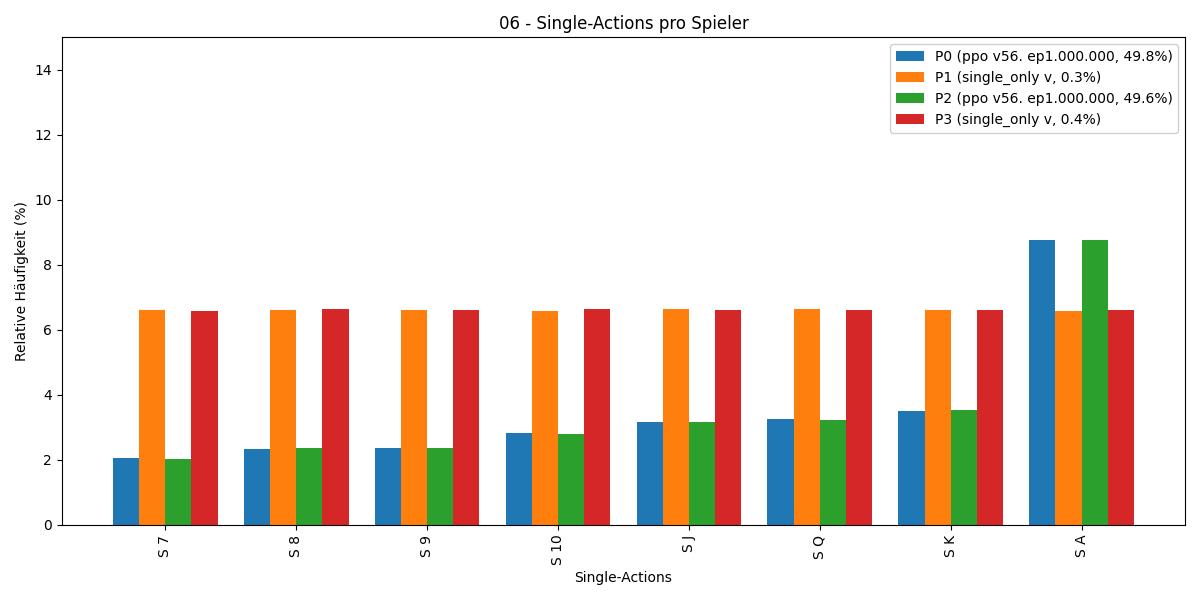 06 - Single-Actions pro Spieler
P0 (ppo v56. ep1.000.000, 49.8%)
P1 (single_only v, 0.3%)
P2 (ppo v56. ep1.000.000, 49.6%)
P3 (single_only v, 0.4%)
Relative Häufigkeit (%)
14
12
10
8
6
4
2
0
S 7
S 8
S 9
S 10
S J
S Q
S K
S A
Single-Actions